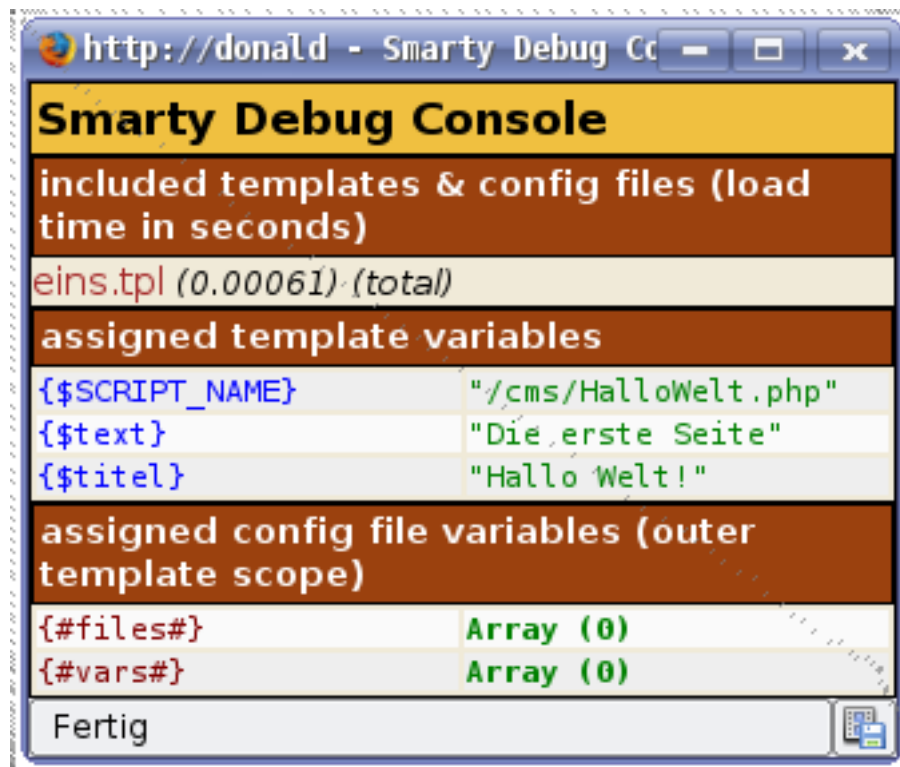 http://donald - Smarty Debug Co
Smarty Debug Console
included templates & config files (load
time in seconds)
eins.tpl (0.00061) (total)
assigned template variables
{$SCRIPT_NAME} "/cms/HalloWelt.php"
{$text} "Die erste Seite"
{$titel} "Hallo Welt!"
assigned config file variables (outer
template scope)
{#files#} Array (0)
{#vars#} Array (0)
Fertig